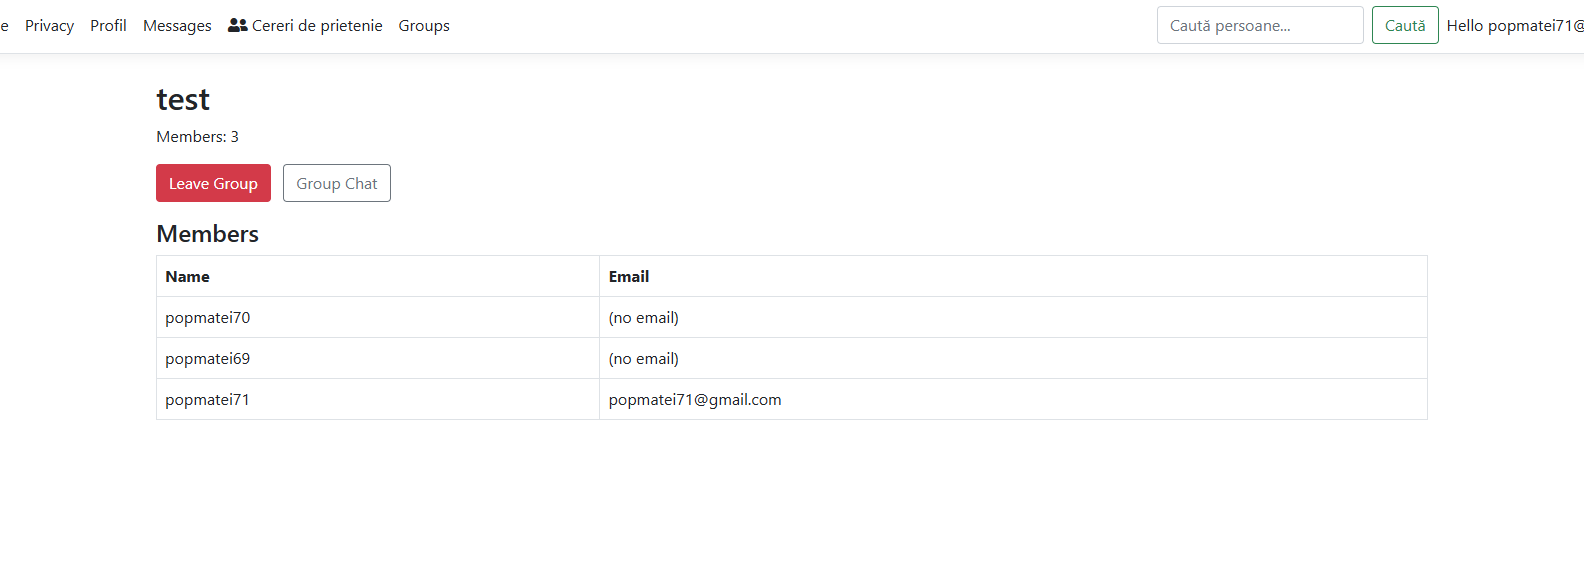 e Privacy Profil Messages Cereri de prietenie Groups Caută persoane... Caută Hello popmatei71@
test
Members: 3
Leave Group Group Chat
Members
Name Email
popmatei70 (no email)
popmatei69 (no email)
popmatei71 popmatei71@gmail.com